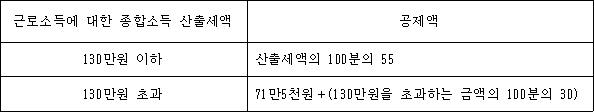 근로소득에 대한 종합소득 산출세액 공제액
130만원 이하 산출세액의 100분의 55
130만원 초과 71만5천원+(130만원을 초과하는 금액의 100분의 30)